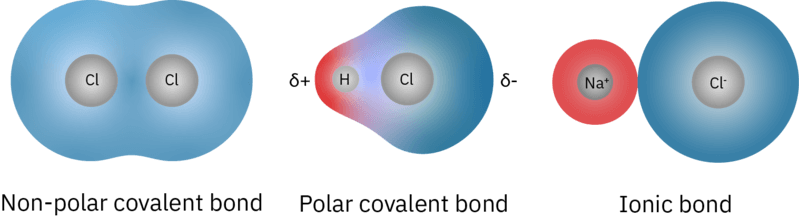 Cl Cl
δ+ H Cl δ-
Na⁺ Cl⁻
Non-polar covalent bond
Polar covalent bond
Ionic bond